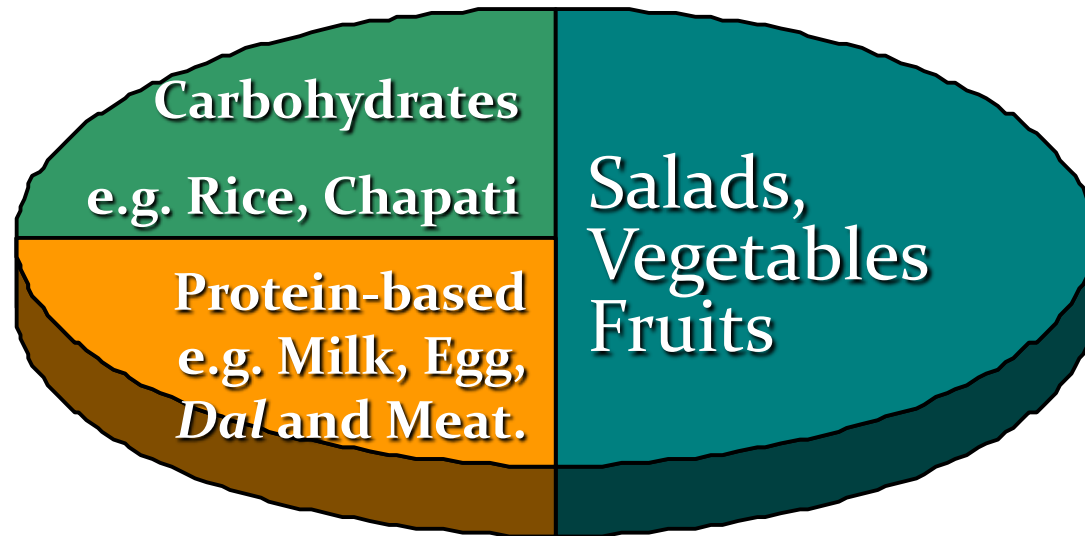 Carbohydrates
e.g. Rice, Chapati
Protein-based
e.g. Milk, Egg,
Dal and Meat.
Salads,
Vegetables
Fruits